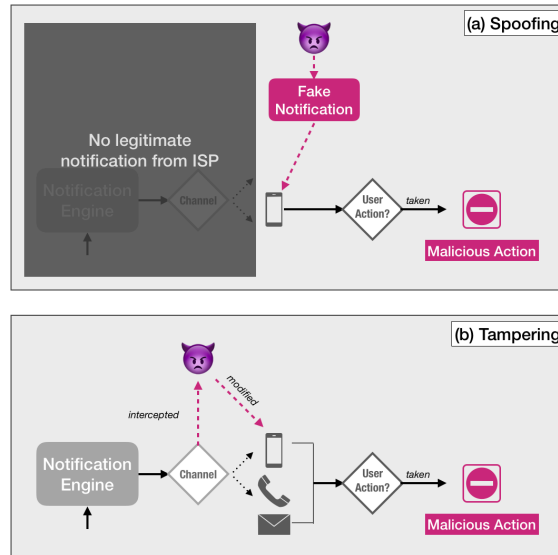 (a) Spoofing
Fake
Notification
No legitimate
notification from ISP
Notification
Engine
Channel
User
Action?
taken
Malicious Action
(b) Tampering
intercepted
modified
Notification
Engine
Channel
User
Action?
taken
Malicious Action